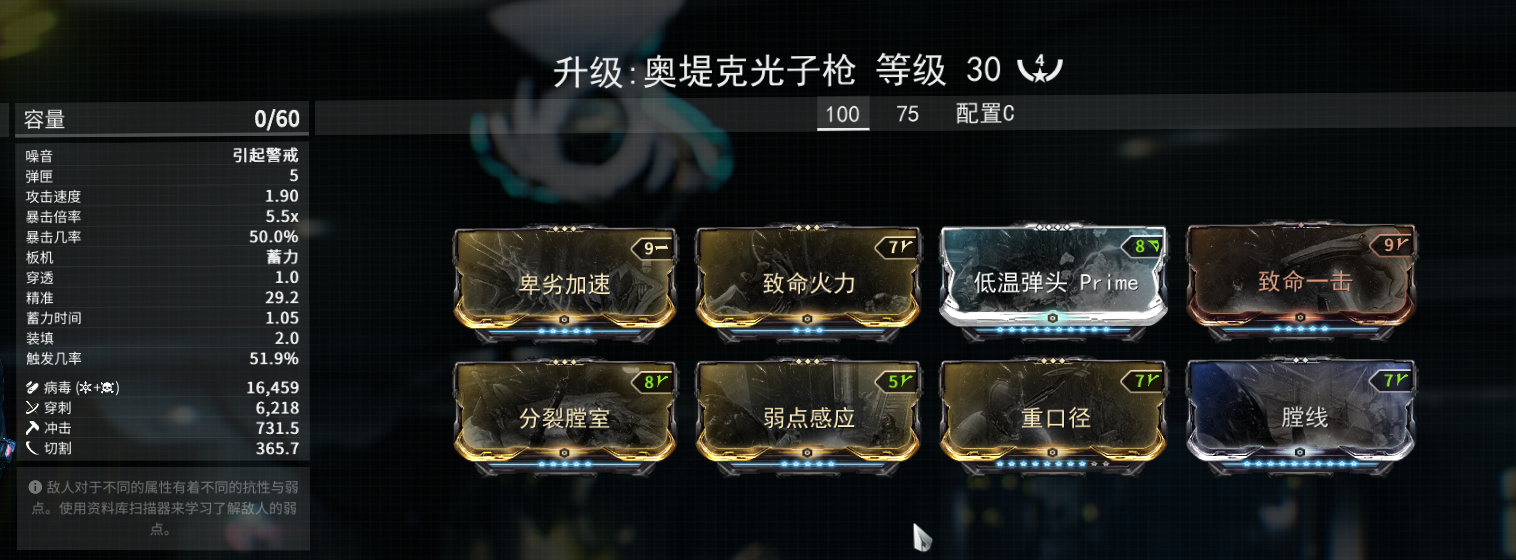 升级:奥堤克光子枪 等级 30 4
容量 0/60
100 75 配置C
噪音 引起警戒
弹匣 5
攻击速度 1.90
暴击倍率 5.5x
暴击几率 50.0%
板机 蓄力
穿透 1.0
精准 29.2
蓄力时间 1.05
装填 2.0
触发几率 51.9%
病毒 (+) 16,459
穿刺 6,218
冲击 731.5
切割 365.7
敌人对于不同的属性有着不同的抗性与弱
点。使用资料库扫描器来学习了解敌人的弱
点。
9
卑劣加速
7
致命火力
8
低温弹头 Prime
9
致命一击
8
分裂膛室
5
弱点感应
7
重口径
7
膛线